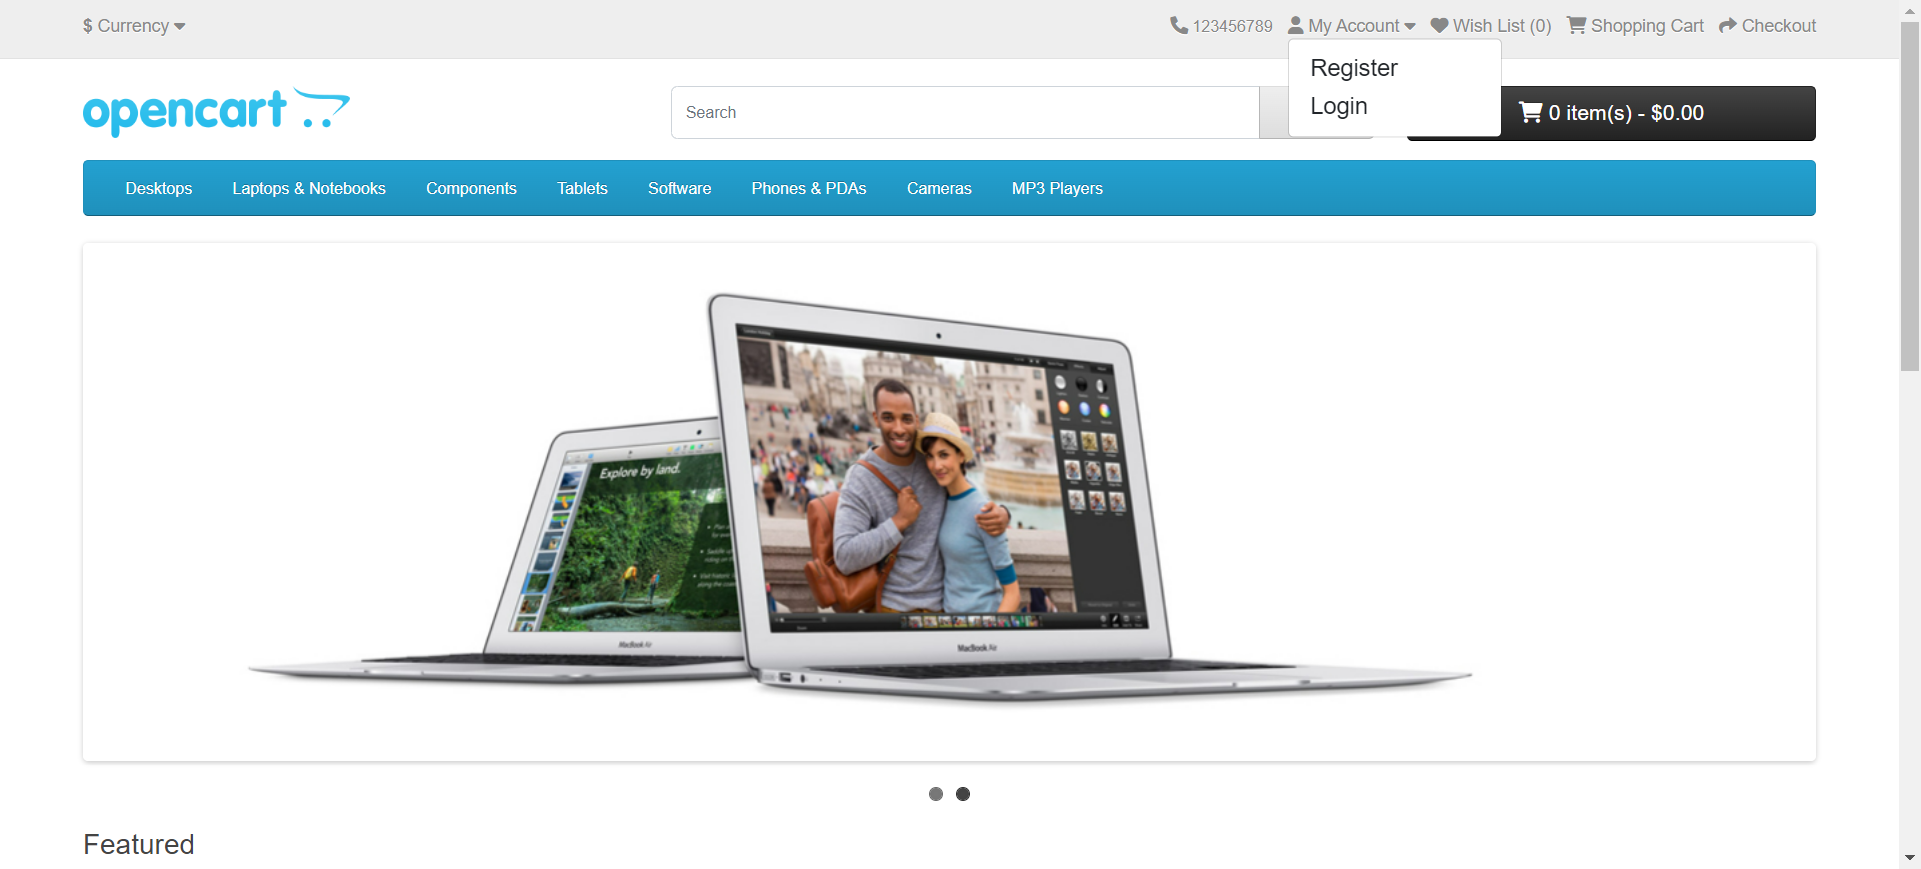 $ Currency
123456789
My Account
Wish List (0)
Shopping Cart
Checkout
Register
Login
opencart
Search
0 item(s) - $0.00
Desktops
Laptops & Notebooks
Components
Tablets
Software
Phones & PDAs
Cameras
MP3 Players
Explore by land.
MacBook Air
MacBook Air
Featured